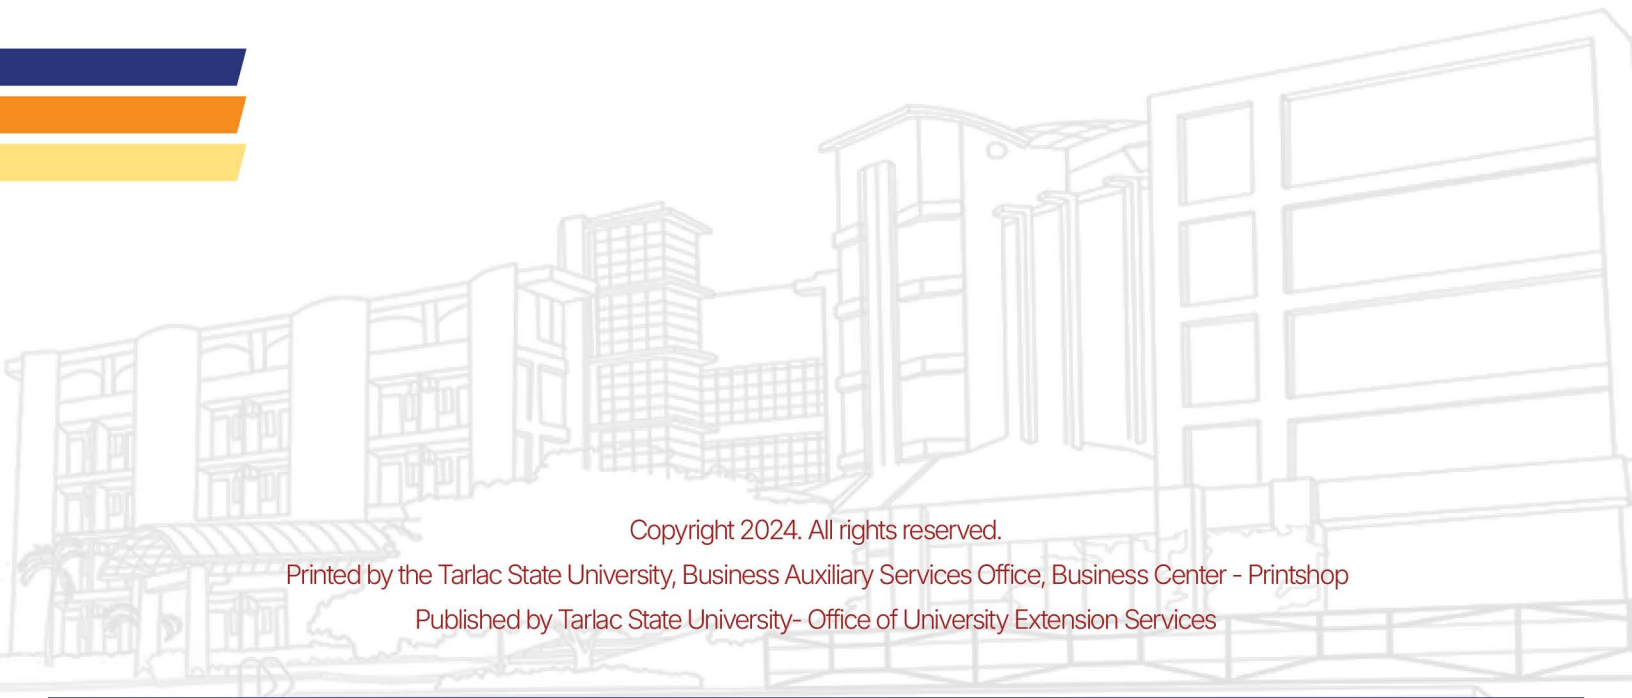 Copyright 2024. All rights reserved.
Printed by the Tarlac State University, Business Auxiliary Services Office, Business Center - Printshop
Published by Tarlac State University- Office of University Extension Services